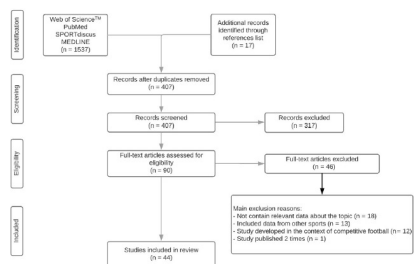 Identification
Web of Science™
PubMed
SPORTdiscus
MEDLINE
(n = 1537)
Additional records
identified through
references list
(n = 17)
Screening
Records after duplicates removed
(n = 407)
Records screened
(n = 407)
Records excluded
(n = 317)
Eligibility
Full-text articles assessed for
eligibility
(n = 90)
Full-text articles excluded
(n = 46)
Included
Main exclusion reasons:
- Not contain relevant data about the topic (n = 18)
- Included data from other sports (n = 13)
- Study developed in the context of competitive football (n= 12)
- Study published 2 times (n = 1)
Studies included in review
(n = 44)